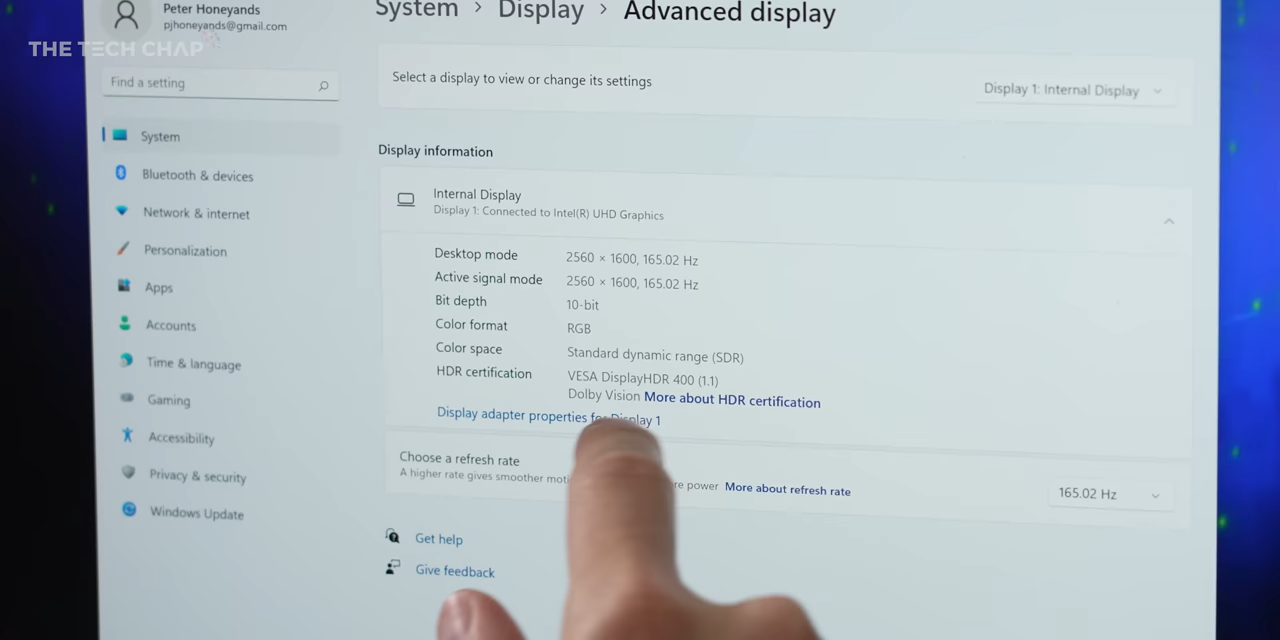 Peter Honeyands
pjhoneyands@gmail.com
THE TECH CHAP
System > Display > Advanced display
Find a setting
Select a display to view or change its settings
Display 1: Internal Display
System
Bluetooth & devices
Network & internet
Personalization
Apps
Accounts
Time & language
Gaming
Accessibility
Privacy & security
Windows Update
Display information
Internal Display
Display 1: Connected to Intel(R) UHD Graphics
Desktop mode 2560 × 1600, 165.02 Hz
Active signal mode 2560 × 1600, 165.02 Hz
Bit depth 10-bit
Color format RGB
Color space Standard dynamic range (SDR)
HDR certification VESA DisplayHDR 400 (1.1)
Dolby Vision More about HDR certification
Display adapter properties for Display 1
Choose a refresh rate
A higher rate gives smoother power More about refresh rate
165.02 Hz
Get help
Give feedback